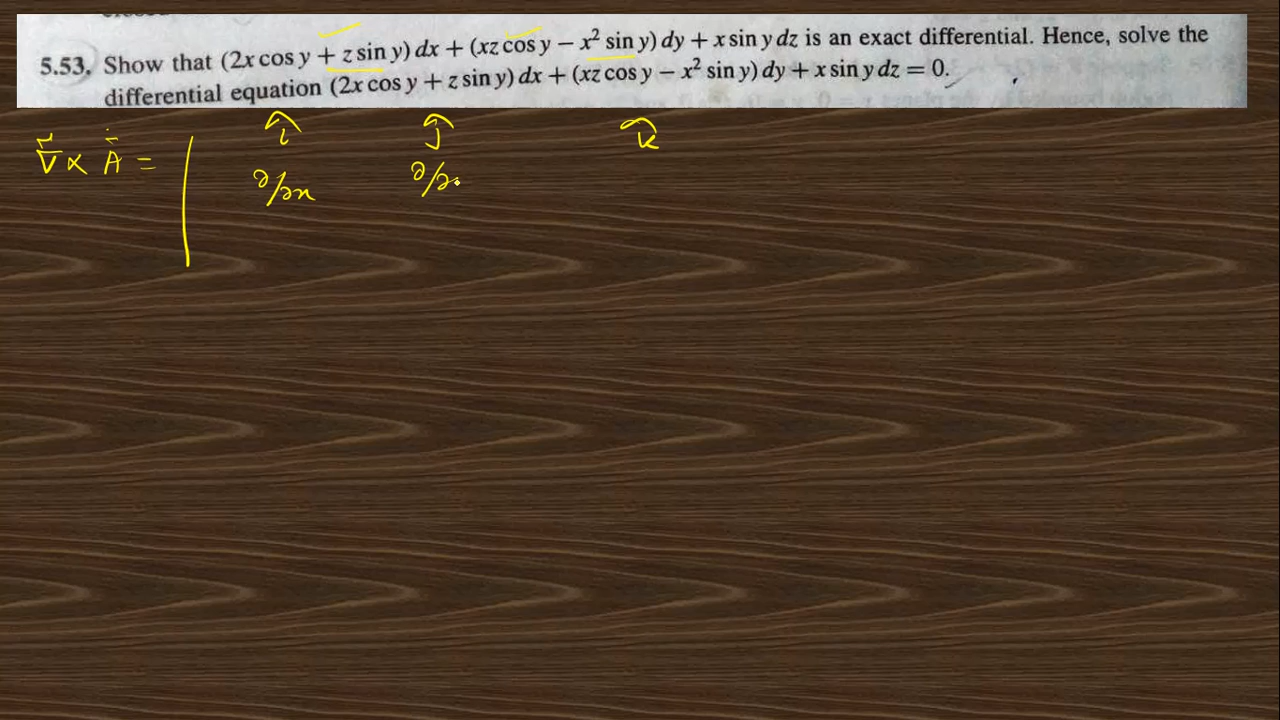 5.53. Show that (2x cos y + z sin y) dx + (xz cos y − x² sin y) dy + x sin y dz is an exact differential. Hence, solve the
differential equation (2x cos y + z sin y) dx + (xz cos y − x² sin y) dy + x sin y dz = 0.
î ĵ k̂
∇⃗ × A⃗ =
∂/∂x